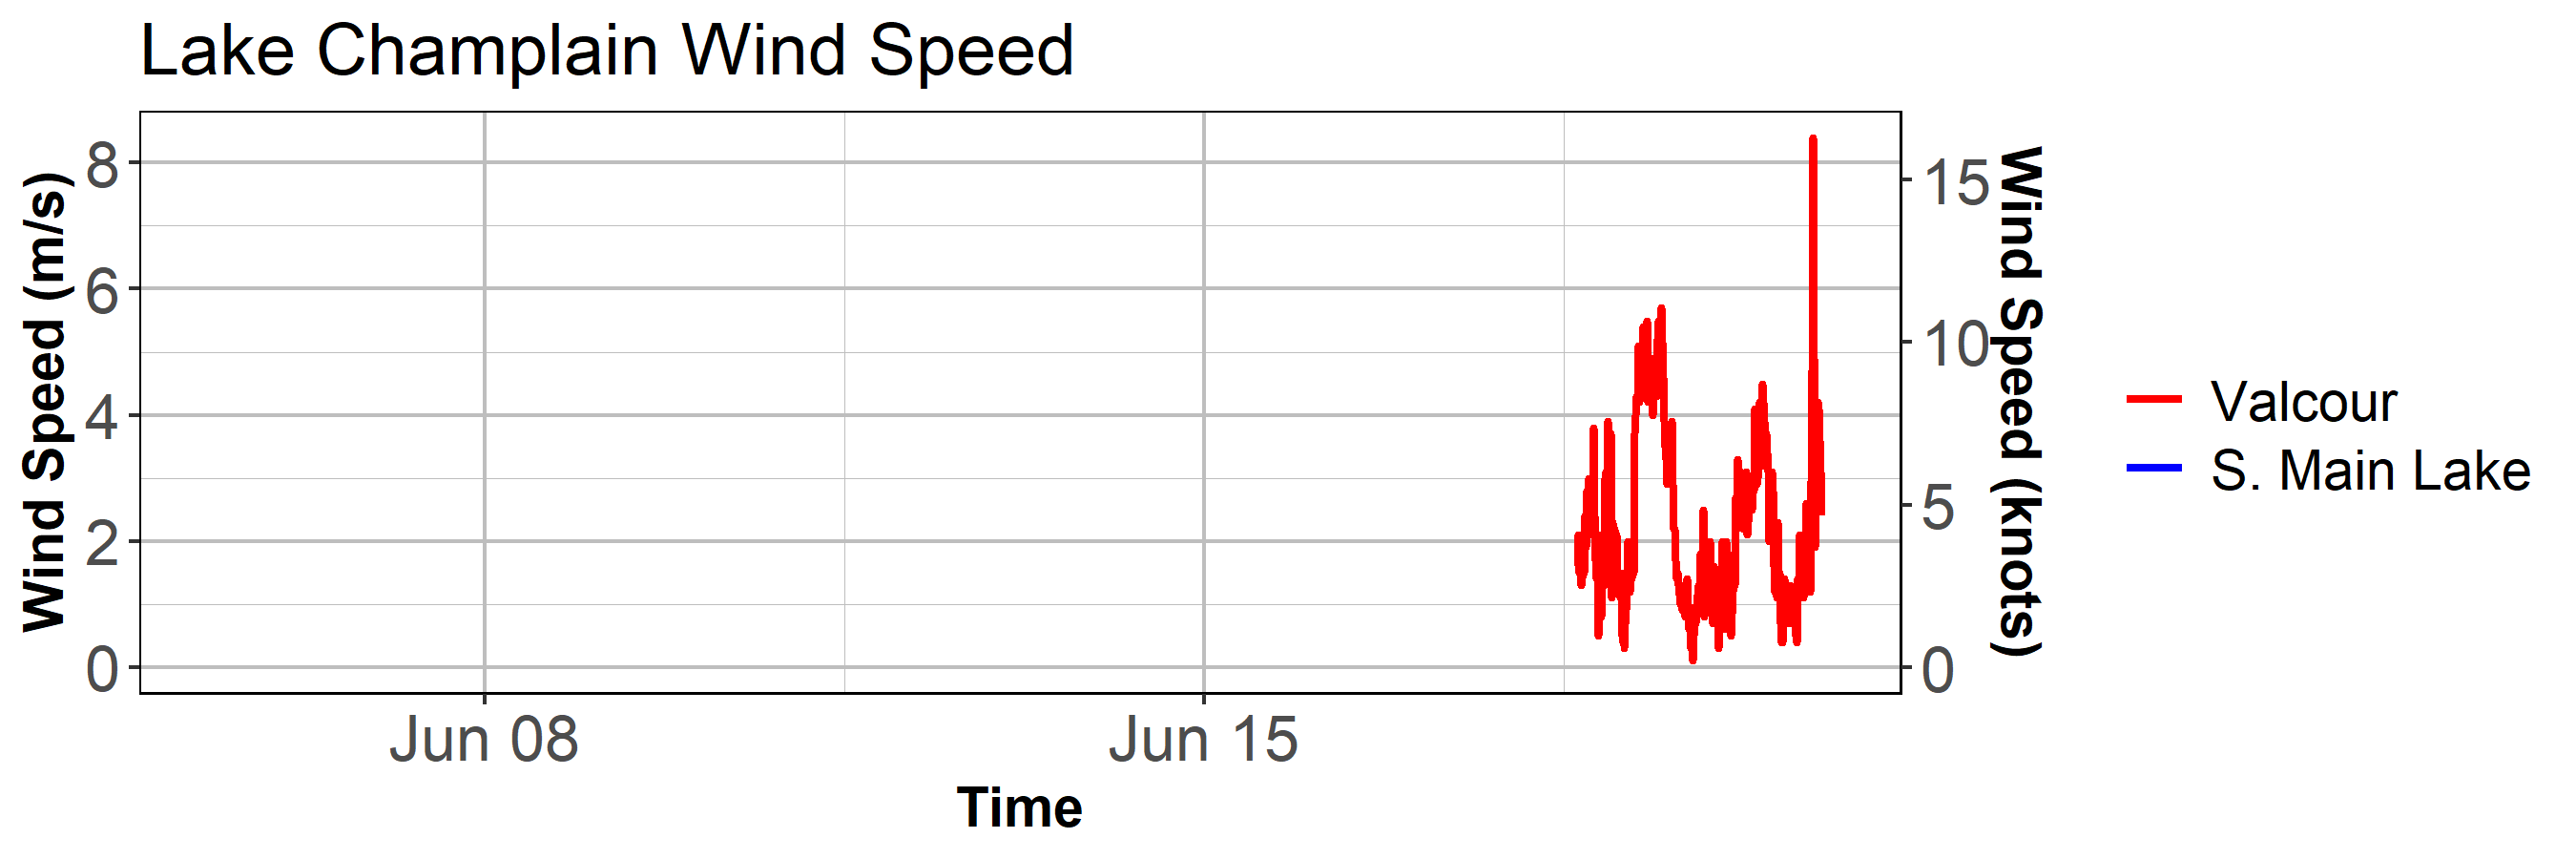 Lake Champlain Wind Speed
Wind Speed (m/s)
8
6
4
2
0
15
10
5
0
Wind Speed (knots)
Jun 08
Jun 15
Time
Valcour
S. Main Lake